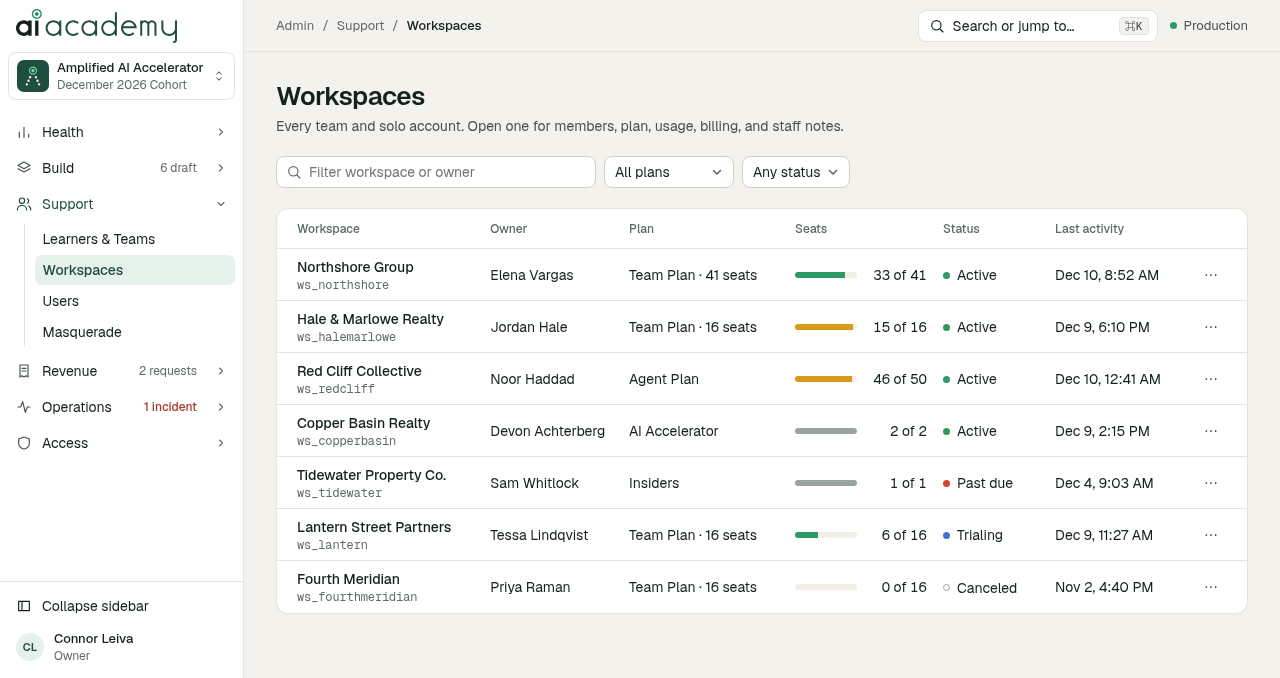 ai academy
Amplified AI Accelerator
December 2026 Cohort
Health
Build 6 draft
Support
Learners & Teams
Workspaces
Users
Masquerade
Revenue 2 requests
Operations 1 incident
Access
Collapse sidebar
CL
Connor Leiva
Owner
Admin / Support / Workspaces
Search or jump to… ⌘K
Production
Workspaces
Every team and solo account. Open one for members, plan, usage, billing, and staff notes.
Filter workspace or owner
All plans
Any status
Workspace Owner Plan Seats Status Last activity
Northshore Group
ws_northshore
Elena Vargas Team Plan · 41 seats 33 of 41 Active Dec 10, 8:52 AM ···
Hale & Marlowe Realty
ws_halemarlowe
Jordan Hale Team Plan · 16 seats 15 of 16 Active Dec 9, 6:10 PM ···
Red Cliff Collective
ws_redcliff
Noor Haddad Agent Plan 46 of 50 Active Dec 10, 12:41 AM ···
Copper Basin Realty
ws_copperbasin
Devon Achterberg AI Accelerator 2 of 2 Active Dec 9, 2:15 PM ···
Tidewater Property Co.
ws_tidewater
Sam Whitlock Insiders 1 of 1 Past due Dec 4, 9:03 AM ···
Lantern Street Partners
ws_lantern
Tessa Lindqvist Team Plan · 16 seats 6 of 16 Trialing Dec 9, 11:27 AM ···
Fourth Meridian
ws_fourthmeridian
Priya Raman Team Plan · 16 seats 0 of 16 Canceled Nov 2, 4:40 PM ···